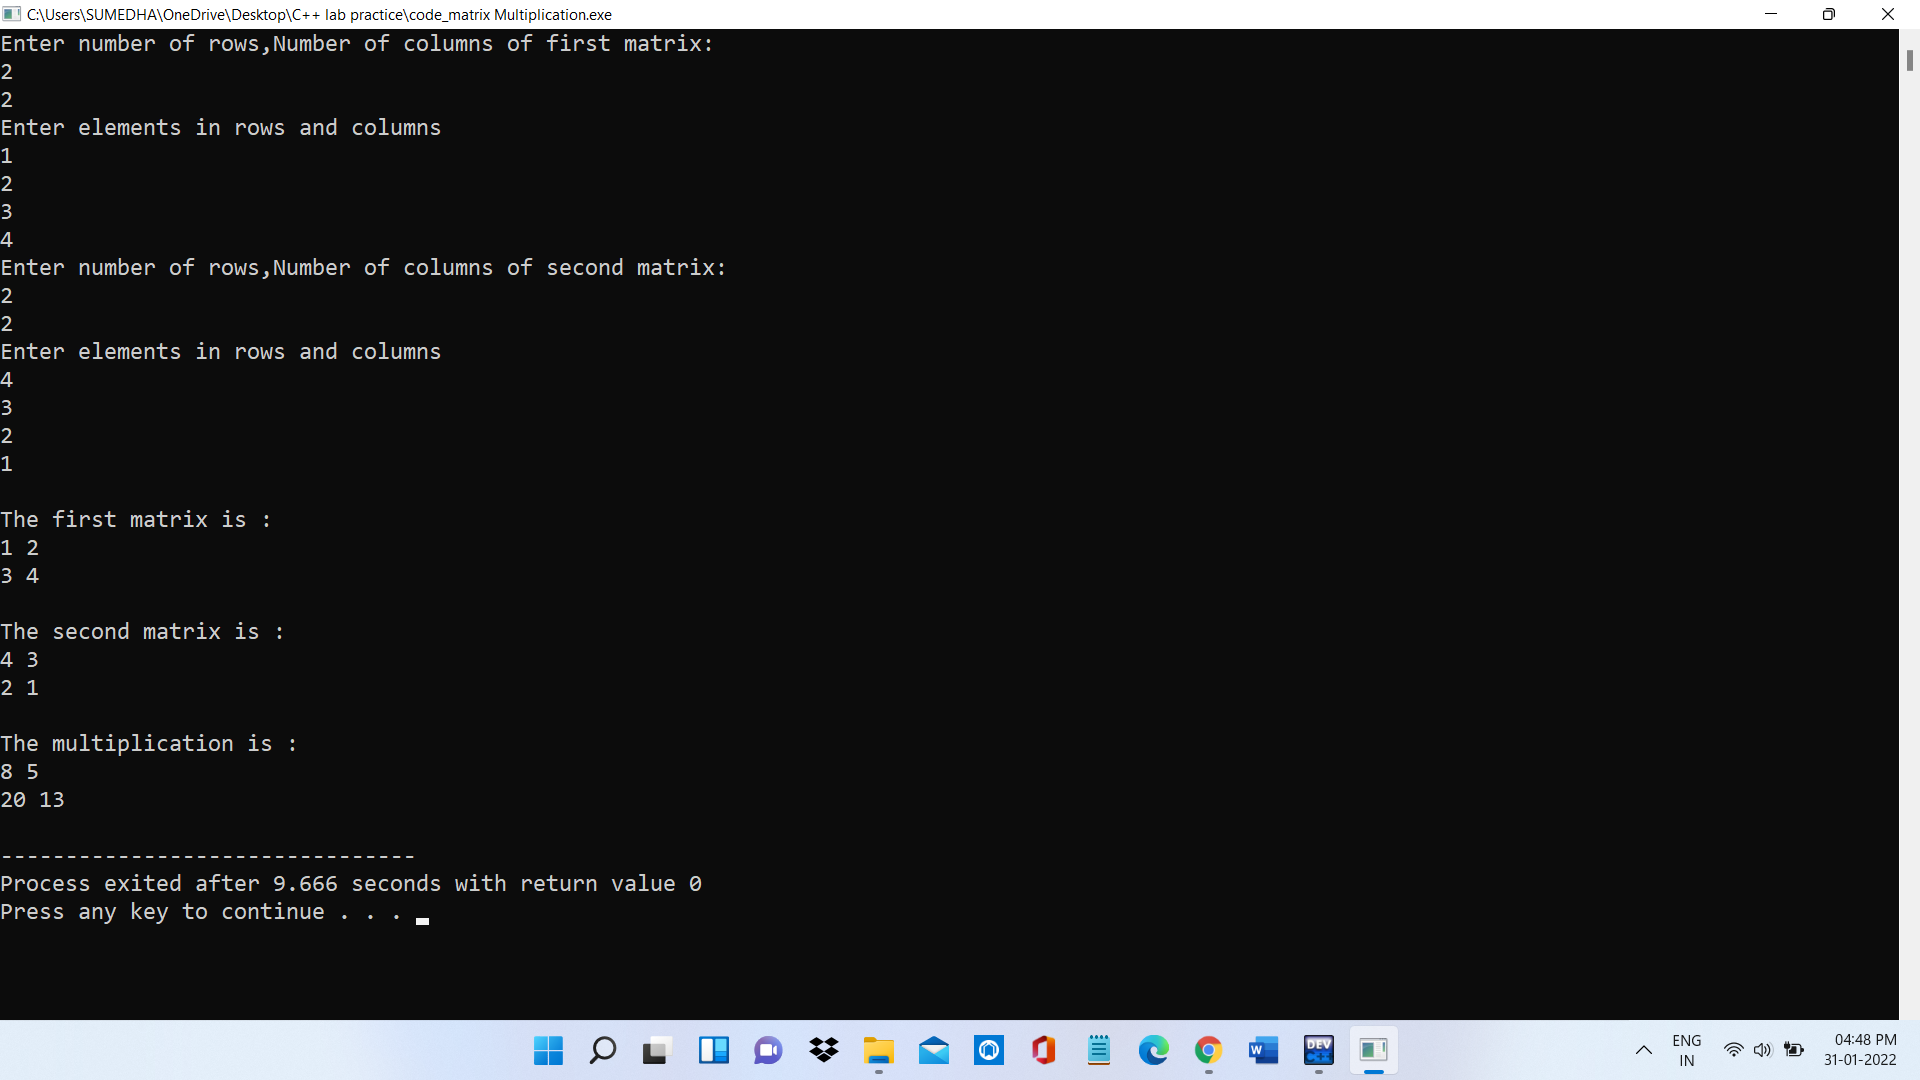 C:\Users\SUMEDHA\OneDrive\Desktop\C++ lab practice\code_matrix Multiplication.exe
Enter number of rows,Number of columns of first matrix:
2
2
Enter elements in rows and columns
1
2
3
4
Enter number of rows,Number of columns of second matrix:
2
2
Enter elements in rows and columns
4
3
2
1
The first matrix is :
1 2
3 4
The second matrix is :
4 3
2 1
The multiplication is :
8 5
20 13
--------------------------------
Process exited after 9.666 seconds with return value 0
Press any key to continue . . .
W
DEV
C++
ENG
IN
04:48 PM
31-01-2022